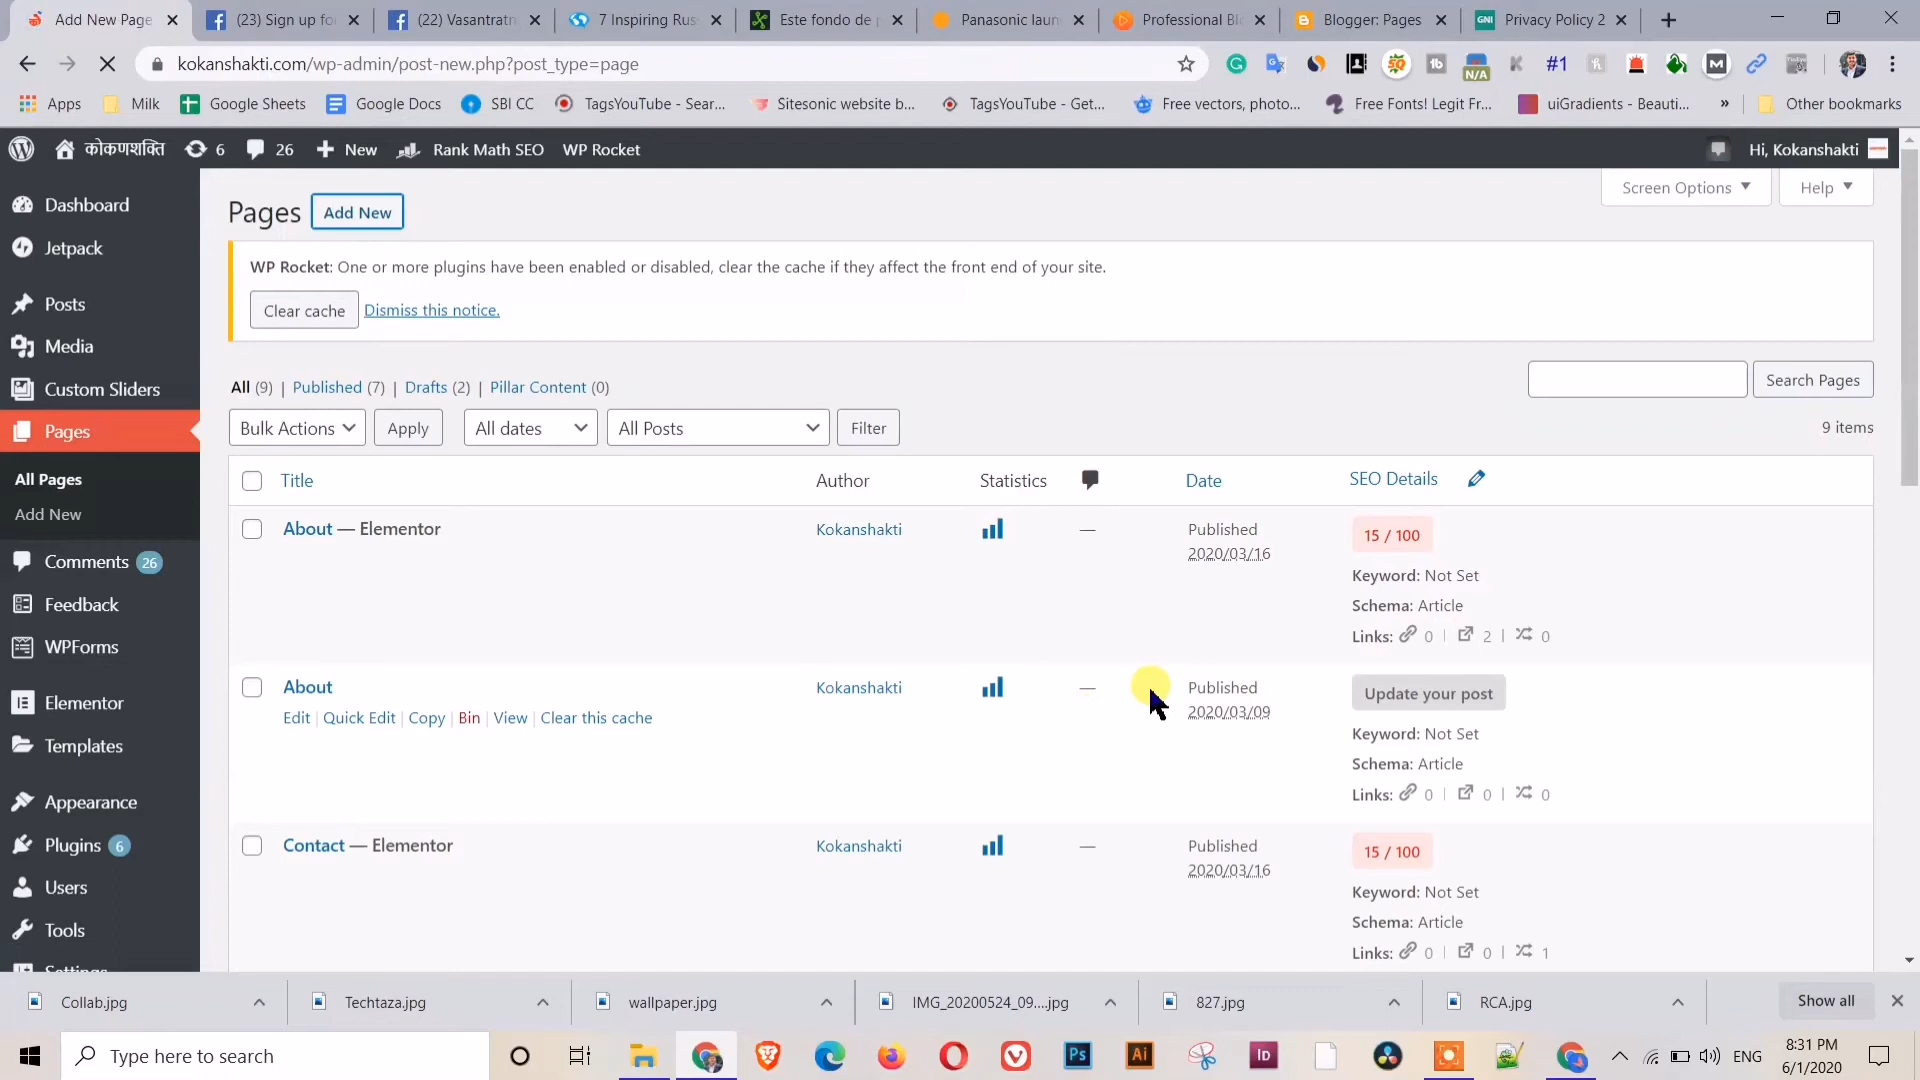 Add New Page
(23) Sign up fo
(22) Vasantratn
7 Inspiring Rus
Este fondo de p
Panasonic laun
Professional Bl
Blogger: Pages
GNI Privacy Policy 2
kokanshakti.com/wp-admin/post-new.php?post_type=page
N/A
#1
Apps
Milk
Google Sheets
Google Docs
SBI CC
TagsYouTube - Sear...
Sitesonic website b...
TagsYouTube - Get...
Free vectors, photo...
Free Fonts! Legit Fr...
uiGradients - Beauti...
»
Other bookmarks
कोकणशक्ति
6
26
New
Rank Math SEO
WP Rocket
Hi, Kokanshakti
Screen Options
Help
Dashboard
Jetpack
Posts
Media
Custom Sliders
Pages
All Pages
Add New
Comments 26
Feedback
WPForms
Elementor
Templates
Appearance
Plugins 6
Users
Tools
Settings
Pages Add New
WP Rocket: One or more plugins have been enabled or disabled, clear the cache if they affect the front end of your site.
Clear cache Dismiss this notice.
All (9) | Published (7) | Drafts (2) | Pillar Content (0)
Search Pages
Bulk Actions Apply All dates All Posts Filter
9 items
Title Author Statistics Date SEO Details
About — Elementor Kokanshakti — Published
2020/03/16
15 / 100
Keyword: Not Set
Schema: Article
Links: 0 | 2 | 0
About Kokanshakti — Published
2020/03/09
Edit | Quick Edit | Copy | Bin | View | Clear this cache
Update your post
Keyword: Not Set
Schema: Article
Links: 0 | 0 | 0
Contact — Elementor Kokanshakti — Published
2020/03/16
15 / 100
Keyword: Not Set
Schema: Article
Links: 0 | 0 | 1
Collab.jpg
Techtaza.jpg
wallpaper.jpg
IMG_20200524_09....jpg
827.jpg
RCA.jpg
Show all
Type here to search
Ps
Ai
Id
ENG
8:31 PM
6/1/2020